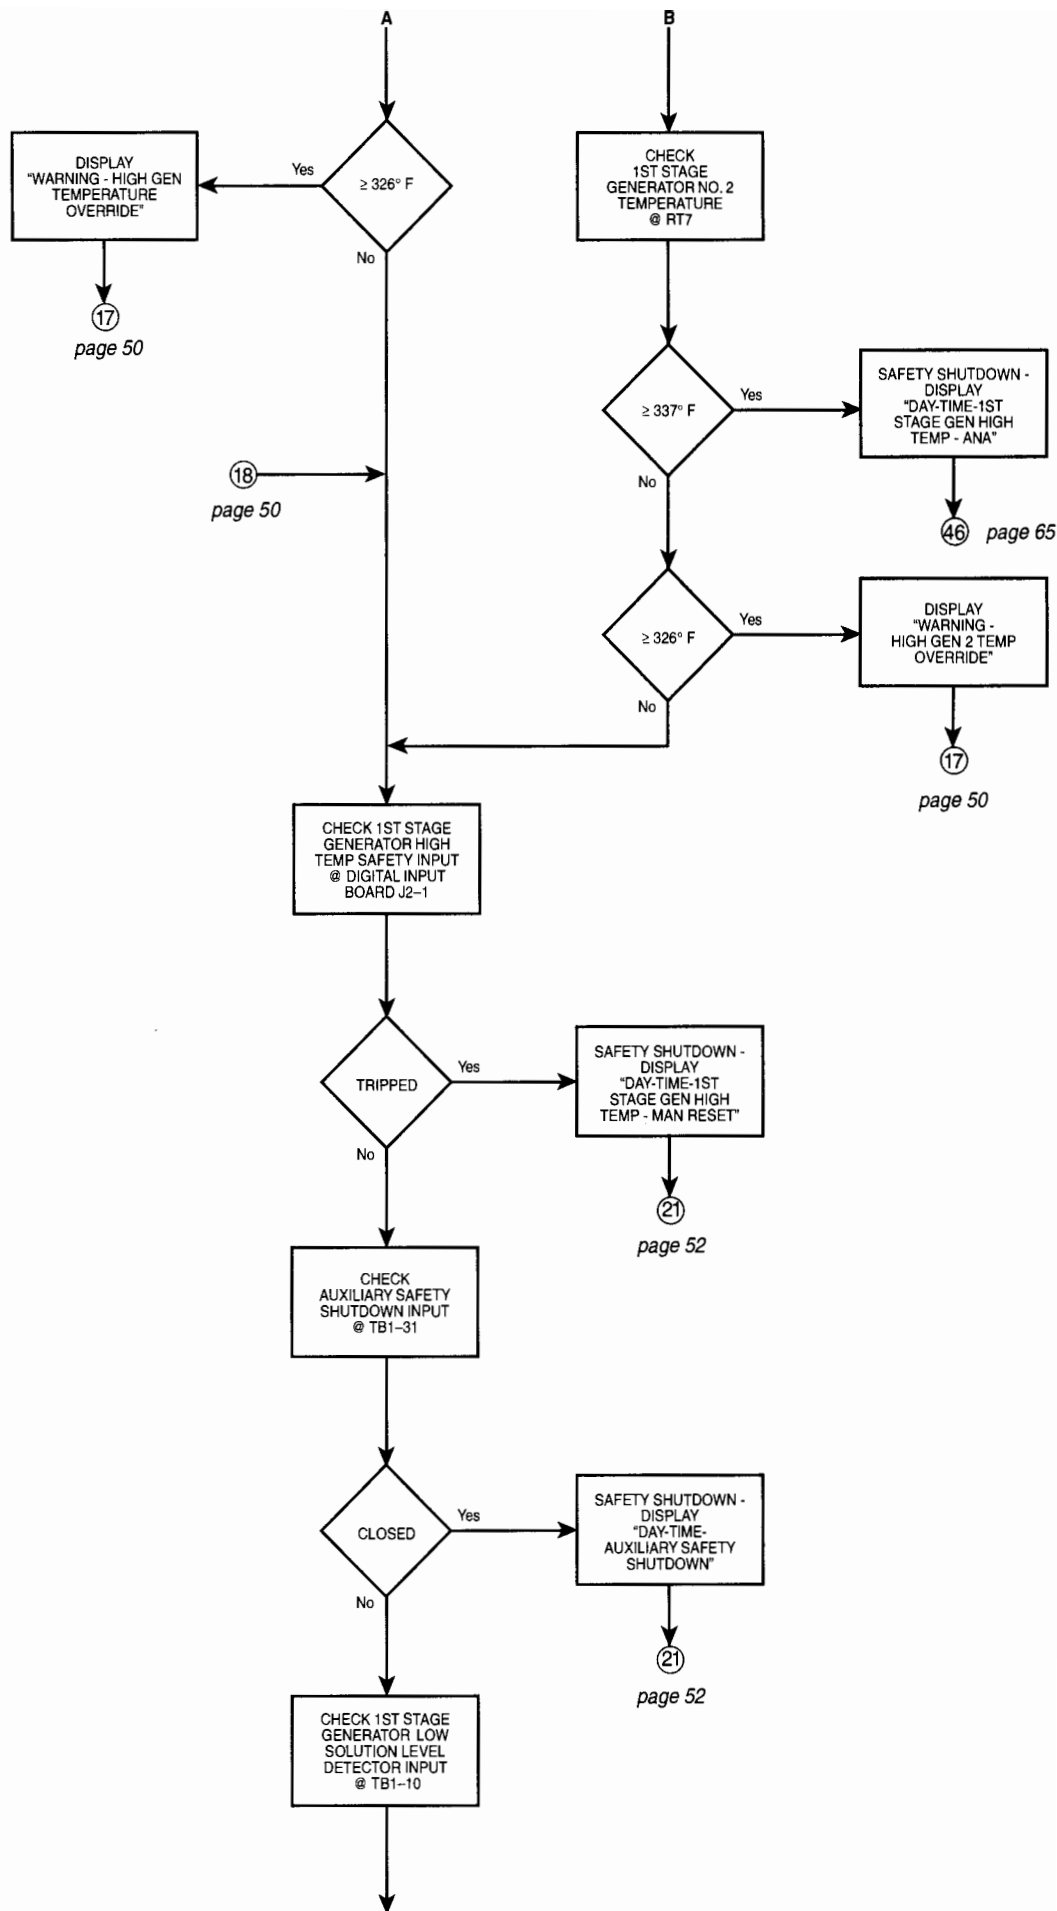 A
B
Yes
≥ 326° F
No
DISPLAY
“WARNING - HIGH GEN
TEMPERATURE
OVERRIDE”
17
page 50
CHECK
1ST STAGE
GENERATOR NO. 2
TEMPERATURE
@ RT7
≥ 337° F
Yes
No
SAFETY SHUTDOWN -
DISPLAY
“DAY-TIME-1ST
STAGE GEN HIGH
TEMP - ANA”
46 page 65
18
page 50
≥ 326° F
Yes
No
DISPLAY
“WARNING -
HIGH GEN 2 TEMP
OVERRIDE”
17
page 50
CHECK 1ST STAGE
GENERATOR HIGH
TEMP SAFETY INPUT
@ DIGITAL INPUT
BOARD J2–1
TRIPPED
Yes
No
SAFETY SHUTDOWN -
DISPLAY
“DAY-TIME-1ST
STAGE GEN HIGH
TEMP - MAN RESET”
21
page 52
CHECK
AUXILIARY SAFETY
SHUTDOWN INPUT
@ TB1–31
CLOSED
Yes
No
SAFETY SHUTDOWN -
DISPLAY
“DAY-TIME-
AUXILIARY SAFETY
SHUTDOWN”
21
page 52
CHECK 1ST STAGE
GENERATOR LOW
SOLUTION LEVEL
DETECTOR INPUT
@ TB1–10